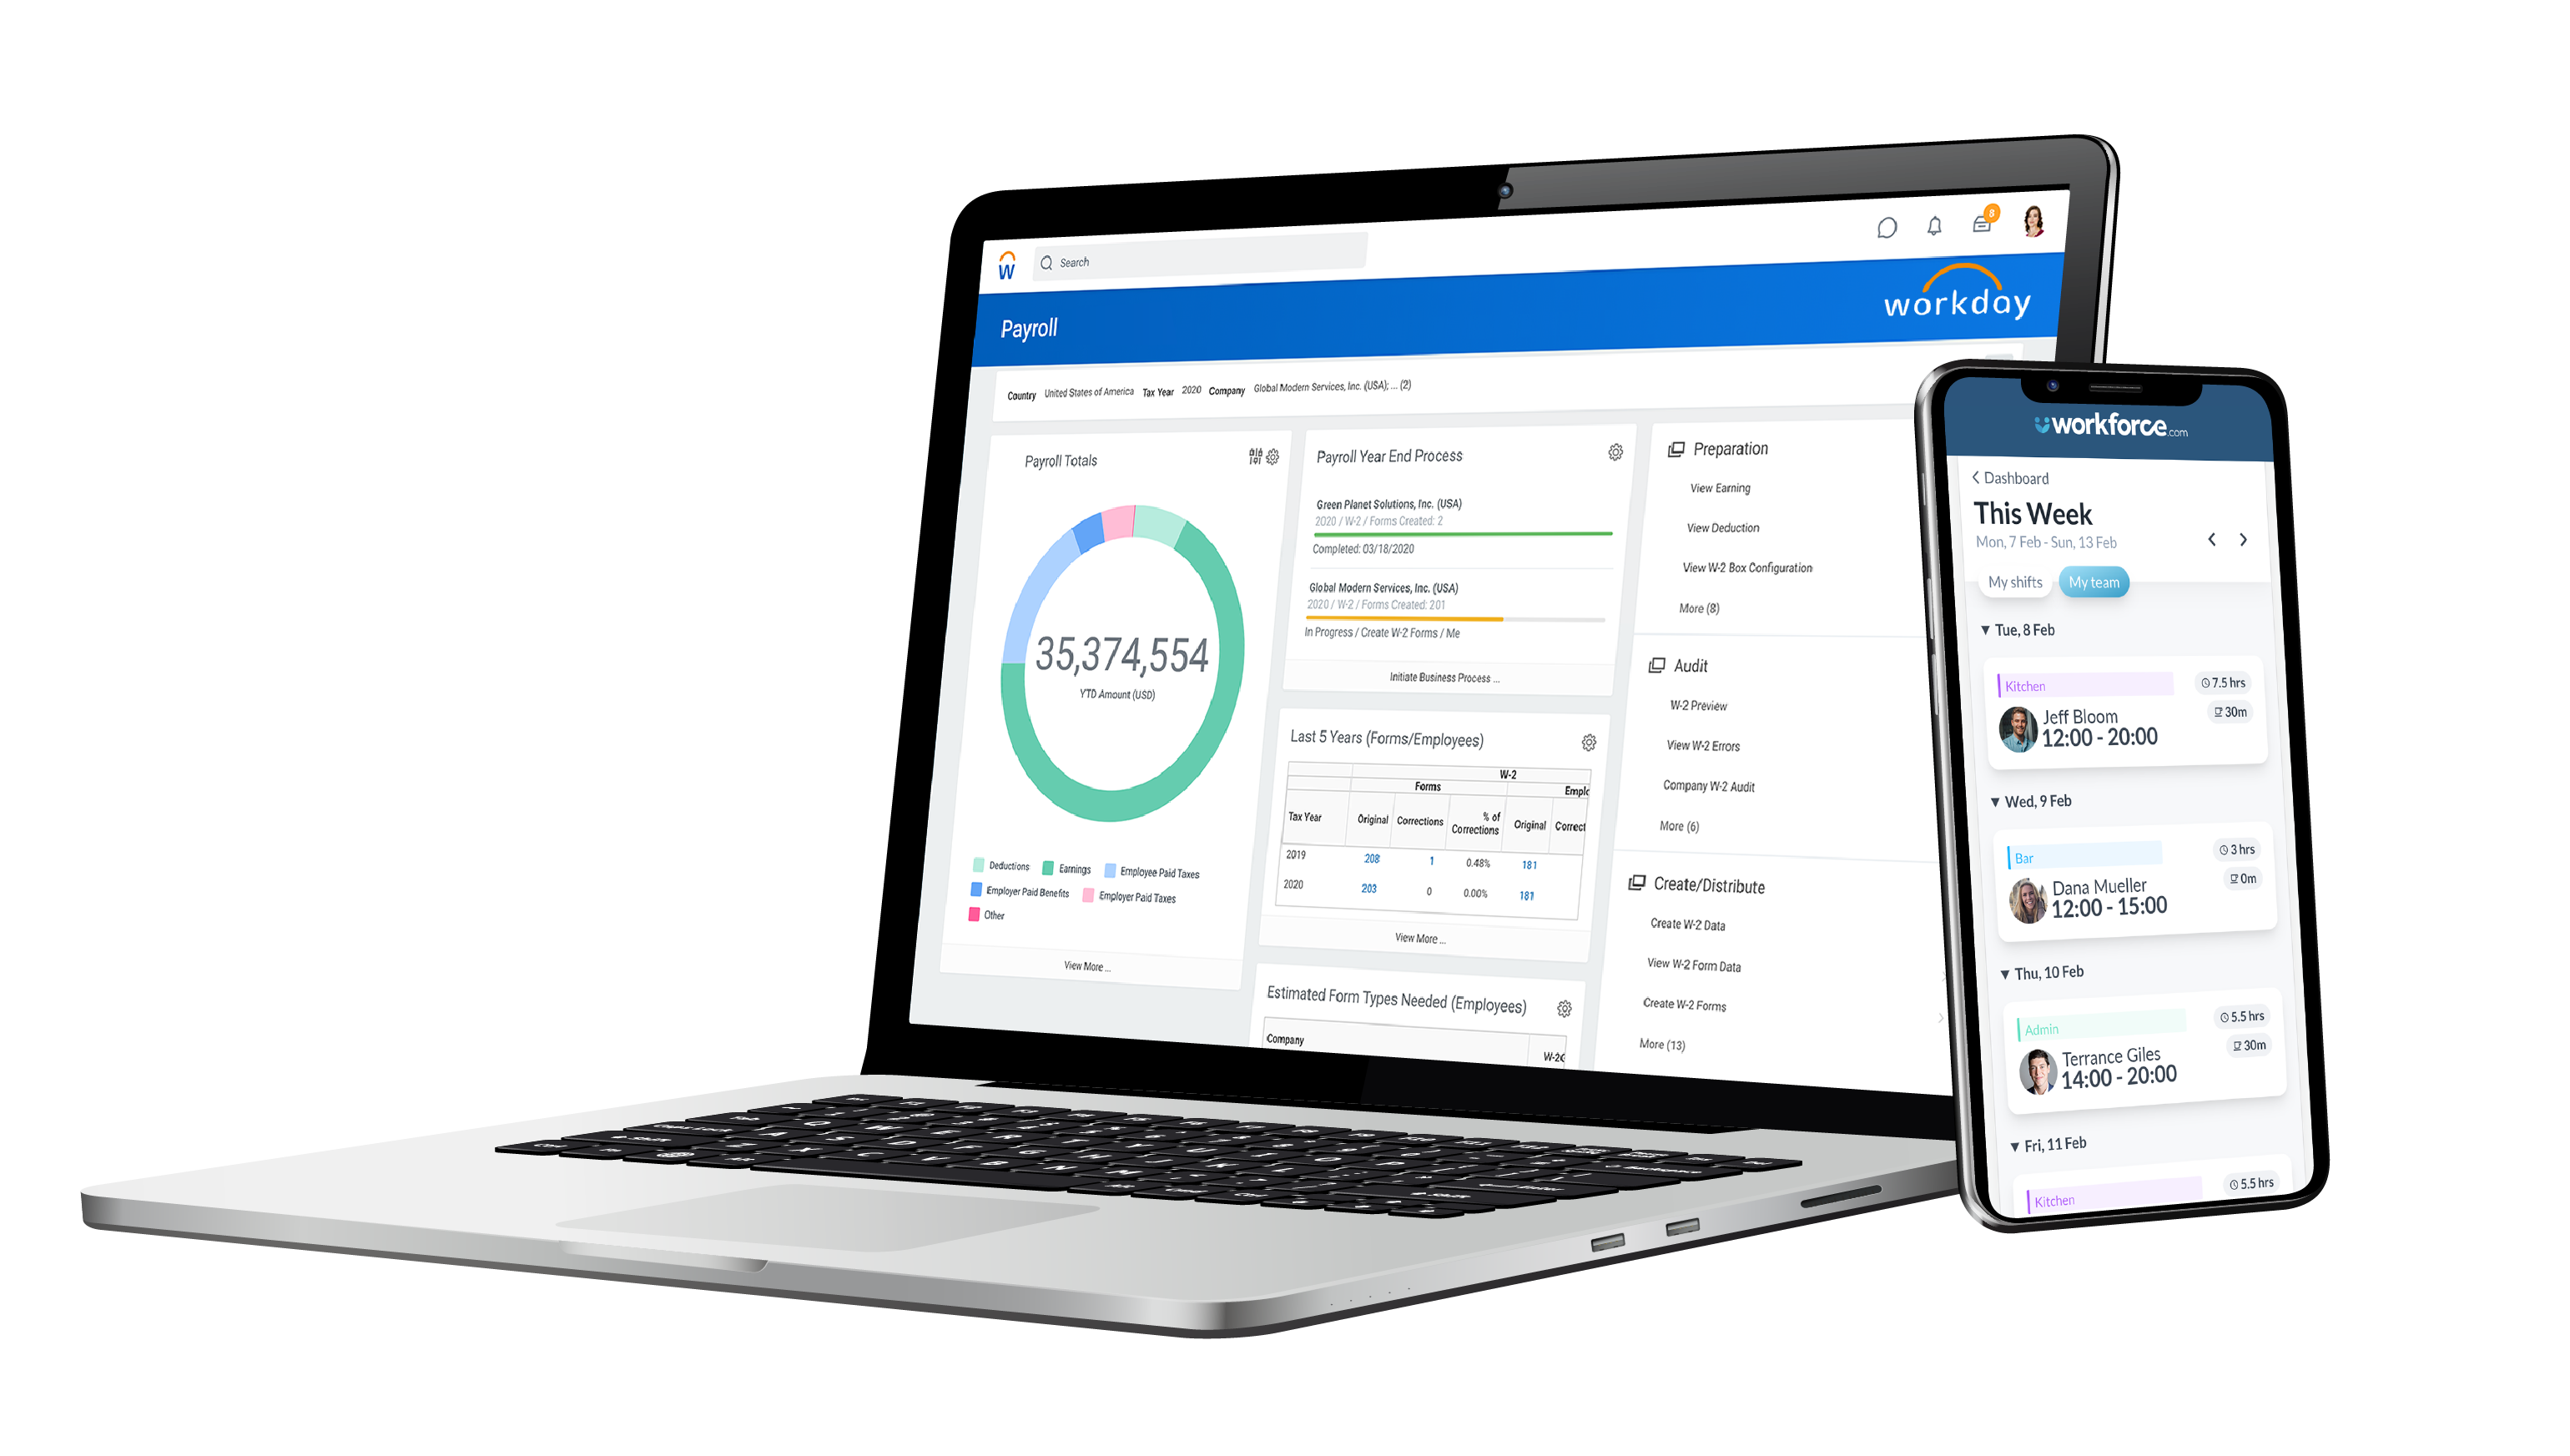 W
Search
8
Payroll
workday
Country United States of America Tax Year 2020 Company Global Modern Services, Inc. (USA); ... (2)
Payroll Totals
35,374,554
YTD Amount (USD)
Deductions Earnings Employee Paid Taxes
Employer Paid Benefits Employer Paid Taxes
Other
View More ...
Payroll Year End Process
Green Planet Solutions, Inc. (USA)
2020 / W-2 / Forms Created: 2
Completed: 03/18/2020
Global Modern Services, Inc. (USA)
2020 / W-2 / Forms Created: 201
In Progress / Create W-2 Forms / Me
Initiate Business Process ...
Last 5 Years (Forms/Employees)
W-2
Forms Emplo
Tax Year Original Corrections % of Corrections Original Correct
2019 208 1 0.48% 181
2020 203 0 0.00% 181
View More ...
Estimated Form Types Needed (Employees)
Company W-2c
Preparation
View Earning
View Deduction
View W-2 Box Configuration
More (8)
Audit
W-2 Preview
View W-2 Errors
Company W-2 Audit
More (6)
Create/Distribute
Create W-2 Data
View W-2 Form Data
Create W-2 Forms
More (13)
workforce.com
Dashboard
This Week
Mon, 7 Feb - Sun, 13 Feb
My shifts My team
Tue, 8 Feb
Kitchen 7.5 hrs
Jeff Bloom 30m
12:00 - 20:00
Wed, 9 Feb
Bar 3 hrs
Dana Mueller 0m
12:00 - 15:00
Thu, 10 Feb
Admin 5.5 hrs
Terrance Giles 30m
14:00 - 20:00
Fri, 11 Feb
Kitchen 5.5 hrs